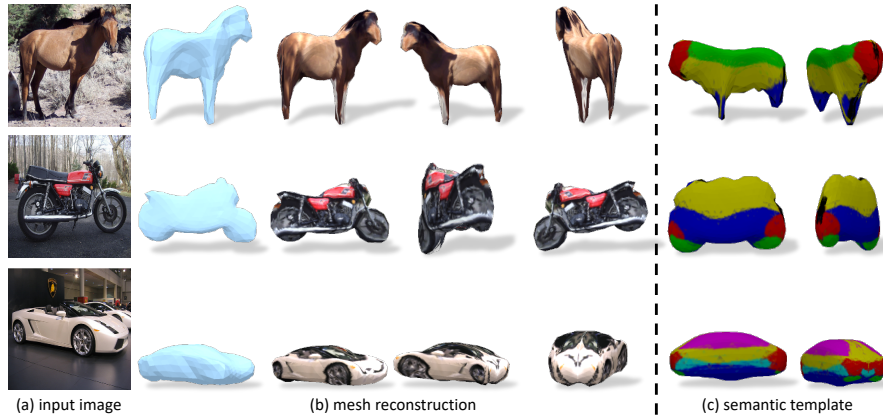 (a) input image
(b) mesh reconstruction
(c) semantic template